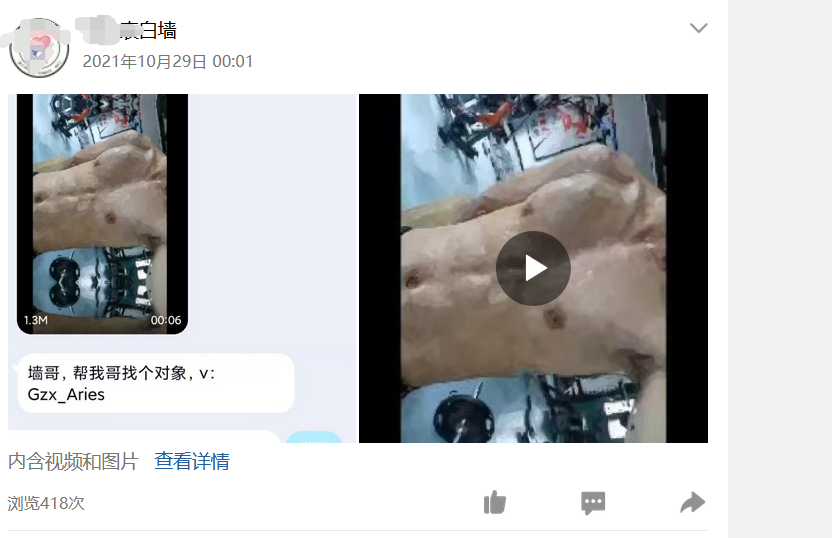 表白墙
2021年10月29日 00:01
1.3M
00:06
墙哥，帮我哥找个对象，v：
Gzx_Aries
内含视频和图片 查看详情
浏览418次